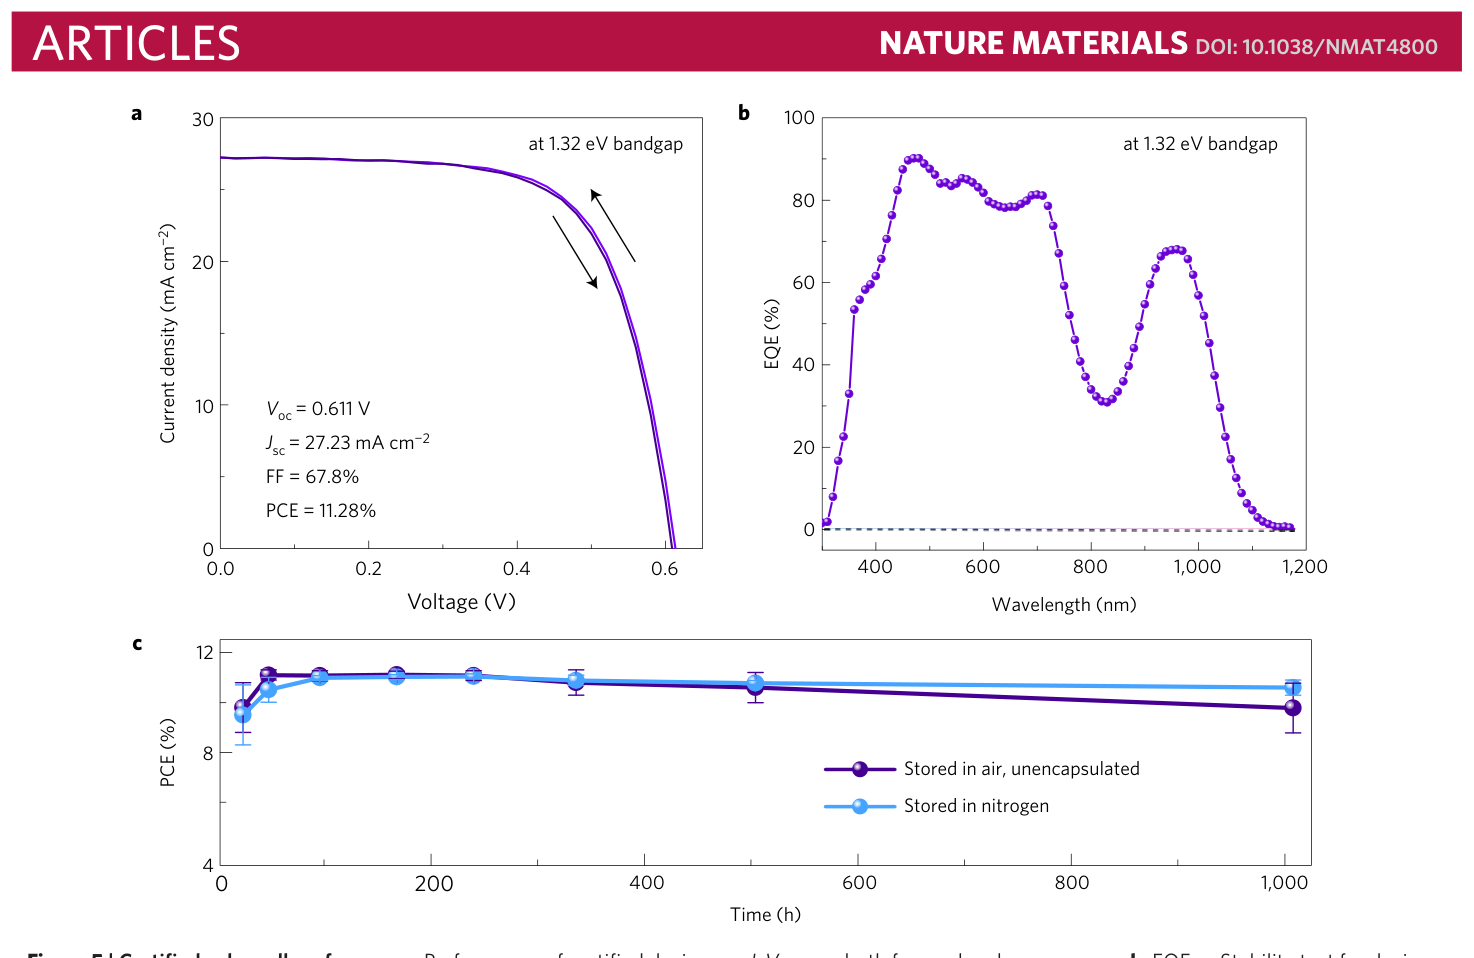 ARTICLES
NATURE MATERIALS DOI: 10.1038/NMAT4800
a
30
20
10
0
0.0 0.2 0.4 0.6
Current density (mA cm−2)
Voltage (V)
at 1.32 eV bandgap
Voc = 0.611 V
Jsc = 27.23 mA cm−2
FF = 67.8%
PCE = 11.28%
b
100
80
60
40
20
0
400 600 800 1,000 1,200
EQE (%)
Wavelength (nm)
at 1.32 eV bandgap
c
12
8
4
0 200 400 600 800 1,000
PCE (%)
Time (h)
Stored in air, unencapsulated
Stored in nitrogen